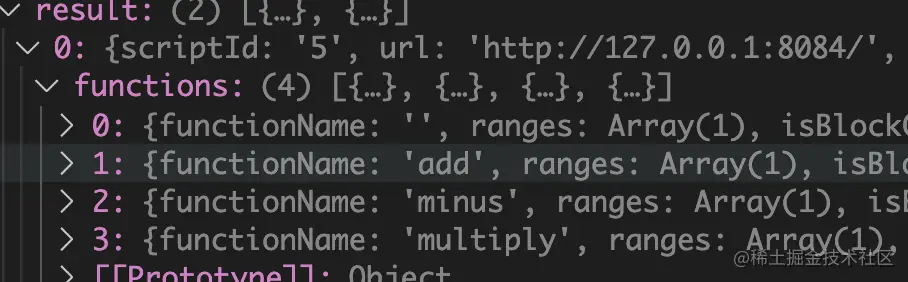 result: (2) [{…}, {…}]
0: {scriptId: '5', url: 'http://127.0.0.1:8084/',
functions: (4) [{…}, {…}, {…}, {…}]
0: {functionName: '', ranges: Array(1), isBlockC
1: {functionName: 'add', ranges: Array(1), isBlo
2: {functionName: 'minus', ranges: Array(1), isB
3: {functionName: 'multiply', ranges: Array(1),
[[Prototype]]: Object
@稀土掘金技术社区